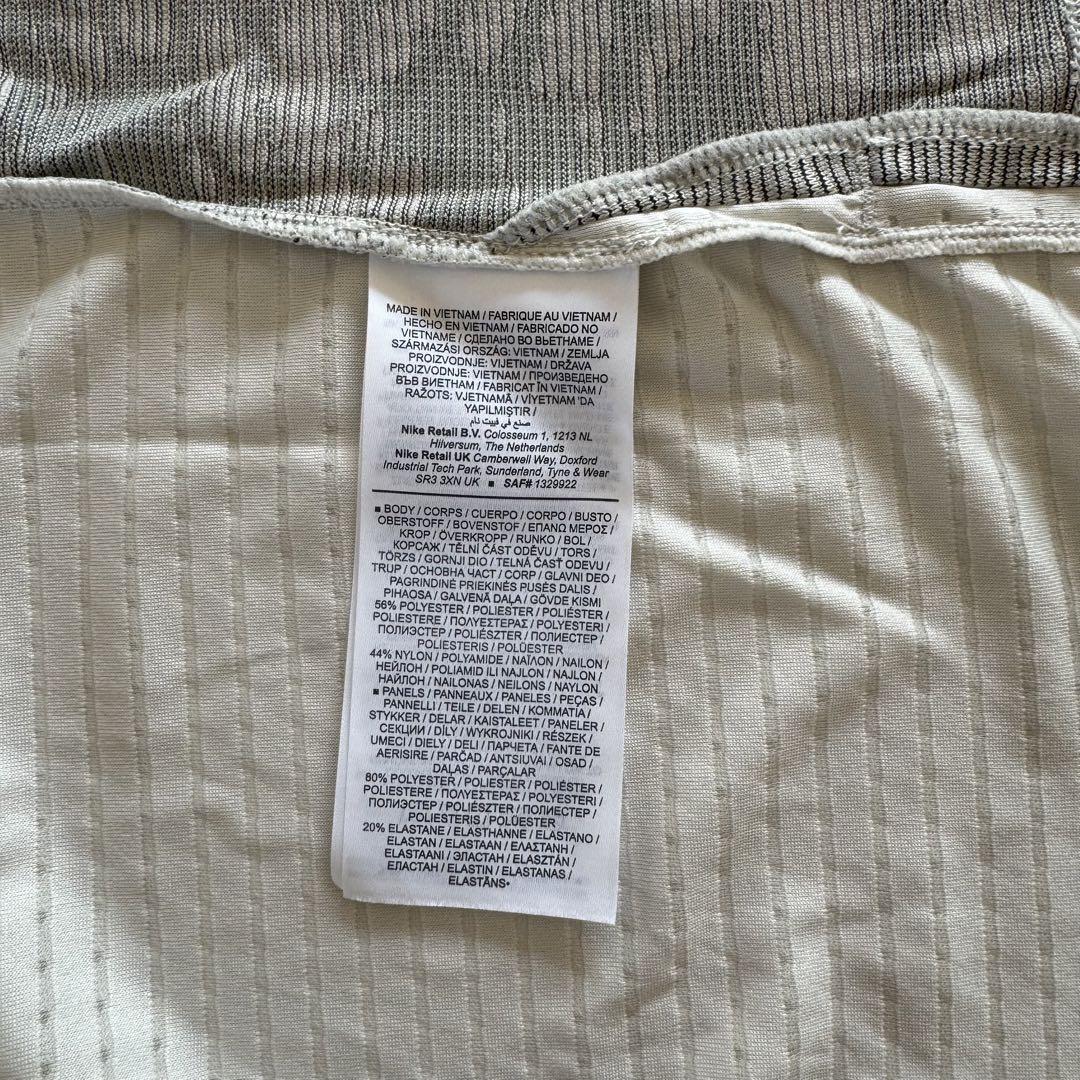 MADE IN VIETNAM / FABRIQUE AU VIETNAM /
HECHO EN VIETNAM / FABRICADO NO
VIETNAME / СДЕЛАНО ВО ВЬЕТНАМЕ /
SZÁRMAZÁSI ORSZÁG: VIETNAM / ZEMLJA
PROIZVODNJE: VIJETNAM / DRŽAVA
PROIZVODNJE: VIETNAM / ПРОИЗВЕДЕНО
ВЪВ ВИЕТНАМ / FABRICAT ÎN VIETNAM /
RAŽOTS: VJETNAMĀ / VİYETNAM 'DA
YAPILMIŞTIR /
صنع في فييت نام
Nike Retail B.V. Colosseum 1, 1213 NL
Hilversum, The Netherlands
Nike Retail UK Camberwell Way, Doxford
Industrial Tech Park, Sunderland, Tyne & Wear
SR3 3XN UK ■ SAF# 1329922
■ BODY / CORPS / CUERPO / CORPO / BUSTO /
OBERSTOFF / BOVENSTOF / ΕΠΑΝΩ ΜΕΡΟΣ /
KROP / ÖVERKROPP / RUNKO / BOL /
КОРСАЖ / TĚLNÍ ČÁST ODĚVU / TORS /
TÖRZS / GORNJI DIO / TELNÁ ČASŤ ODEVU /
TRUP / ОСНОВНА ЧАСТ / CORP / GLAVNI DEO /
PAGRINDINĖ PRIEKINĖS PUSĖS DALIS /
PIHAOSA / GALVENĀ DAĻA / GÖVDE KISMI
56% POLYESTER / POLIESTER / POLIÉSTER /
POLIESTERE / ΠΟΛΥΕΣΤΕΡΑΣ / POLYESTERI /
ПОЛИЭСТЕР / POLIÉSZTER / ПОЛИЕСТЕР /
POLIESTERIS / POLÜESTER
44% NYLON / POLYAMIDE / ΝΑΪΛΟΝ / NAILON /
НЕЙЛОН / POLIAMID ILI NAJLON / NAJLON /
НАЙЛОН / NAILONAS / NEILONS / NAYLON
■ PANELS / PANNEAUX / PANELES / PEÇAS /
PANNELLI / TEILE / DELEN / ΚΟΜΜΑΤΙΑ /
STYKKER / DELAR / KAISTALEET / PANELER /
СЕКЦИИ / DÍLY / WYKROJNIKI / RÉSZEK /
UMECI / DIELY / DELI / ПАРЧЕТА / FANTE DE
AERISIRE / PARČAD / ANTSIUVAI / OSAD /
DAĻAS / PARÇALAR
80% POLYESTER / POLIESTER / POLIÉSTER /
POLIESTERE / ΠΟΛΥΕΣΤΕΡΑΣ / POLYESTERI /
ПОЛИЭСТЕР / POLIÉSZTER / ПОЛИЕСТЕР /
POLIESTERIS / POLÜESTER
20% ELASTANE / ÉLASTHANNE / ELASTANO /
ELASTAN / ELASTAAN / ΕΛΑΣΤΑΝΗ /
ELASTAANI / ЭЛАСТАН / ELASZTÁN /
ЕЛАСТАН / ELASTIN / ELASTANAS /
ELASTĀNS•